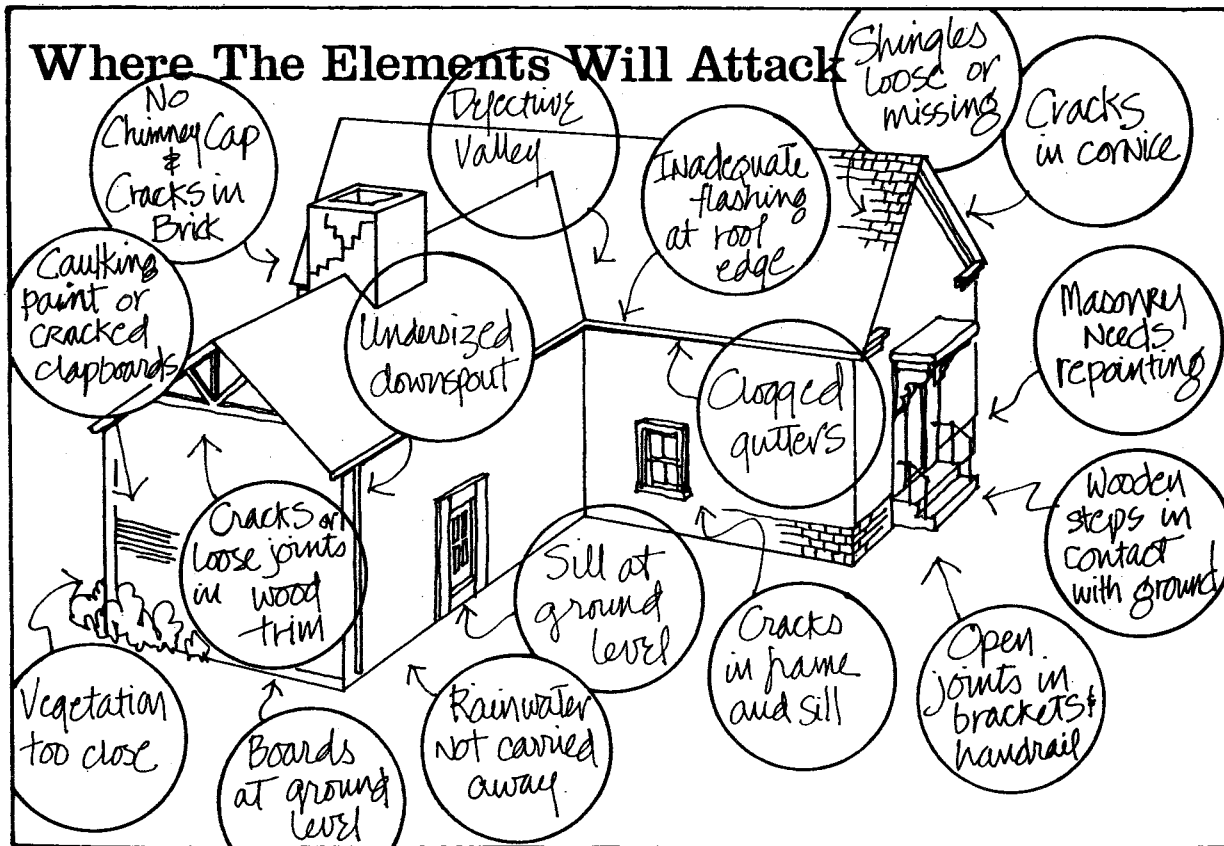 Where The Elements Will Attack
No
Chimney Cap
&
Cracks in
Brick
Defective
Valley
Inadequate
flashing
at roof
edge
Shingles
loose or
missing
Cracks
in cornice
Caulking
paint or
cracked
clapboards
Undersized
downspout
Clogged
gutters
Masonry
Needs
repointing
Cracks or
loose joints
in wood
trim
Sill at
ground
level
Cracks
in frame
and sill
Wooden
steps in
contact
with ground
Vegetation
too close
Boards
at ground
level
Rainwater
not carried
away
Open
joints in
brackets &
handrail